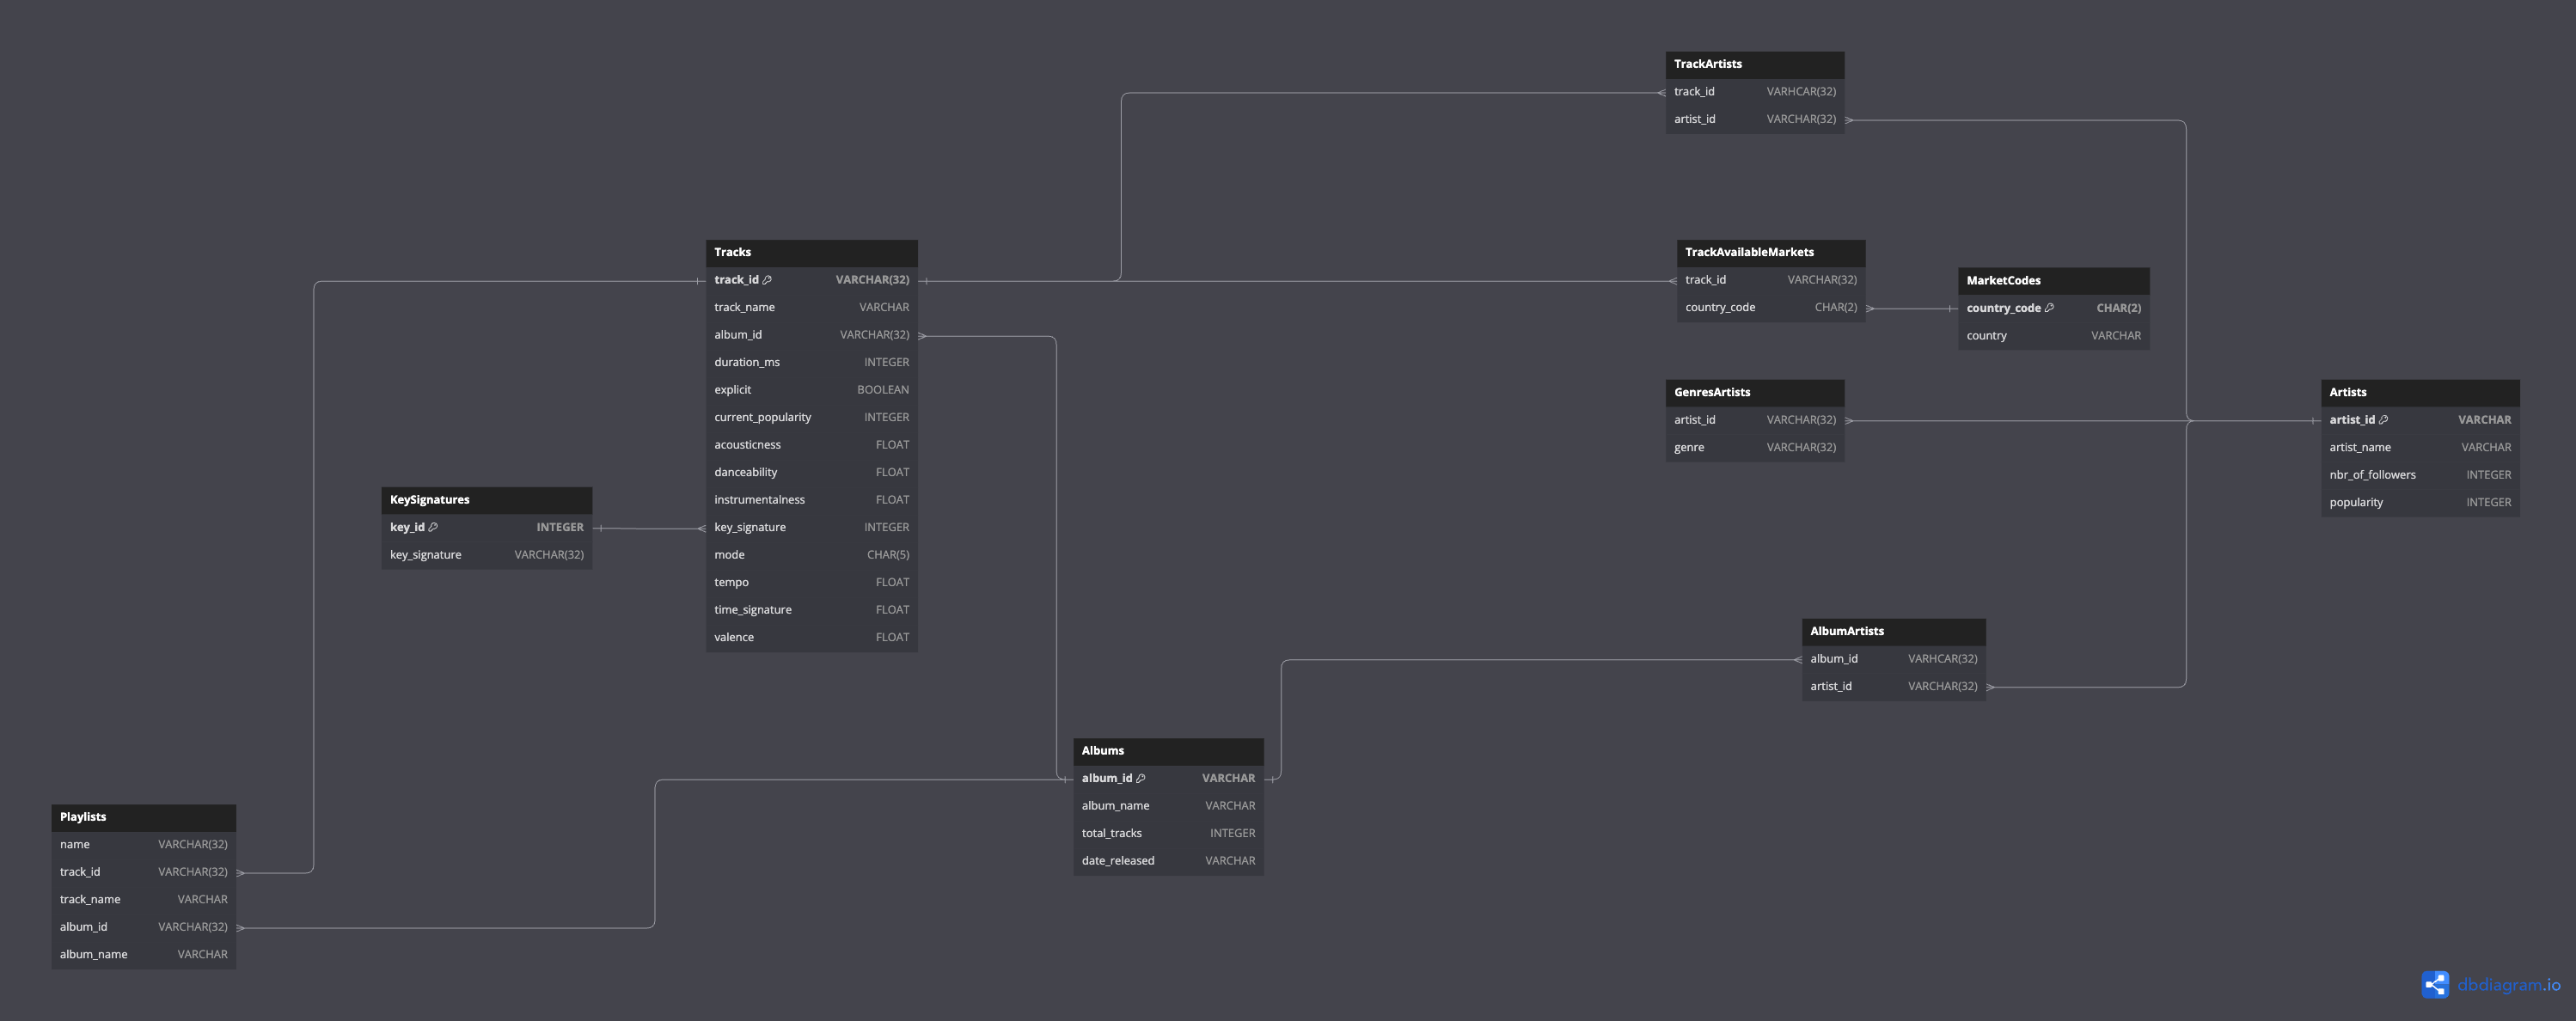 TrackArtists
track_id VARHCAR(32)
artist_id VARCHAR(32)
Tracks
track_id VARCHAR(32)
track_name VARCHAR
album_id VARCHAR(32)
duration_ms INTEGER
explicit BOOLEAN
current_popularity INTEGER
acousticness FLOAT
danceability FLOAT
instrumentalness FLOAT
key_signature INTEGER
mode CHAR(5)
tempo FLOAT
time_signature FLOAT
valence FLOAT
TrackAvailableMarkets
track_id VARCHAR(32)
country_code CHAR(2)
MarketCodes
country_code CHAR(2)
country VARCHAR
GenresArtists
artist_id VARCHAR(32)
genre VARCHAR(32)
Artists
artist_id VARCHAR
artist_name VARCHAR
nbr_of_followers INTEGER
popularity INTEGER
KeySignatures
key_id INTEGER
key_signature VARCHAR(32)
AlbumArtists
album_id VARHCAR(32)
artist_id VARCHAR(32)
Albums
album_id VARCHAR
album_name VARCHAR
total_tracks INTEGER
date_released VARCHAR
Playlists
name VARCHAR(32)
track_id VARCHAR(32)
track_name VARCHAR
album_id VARCHAR(32)
album_name VARCHAR
dbdiagram.io